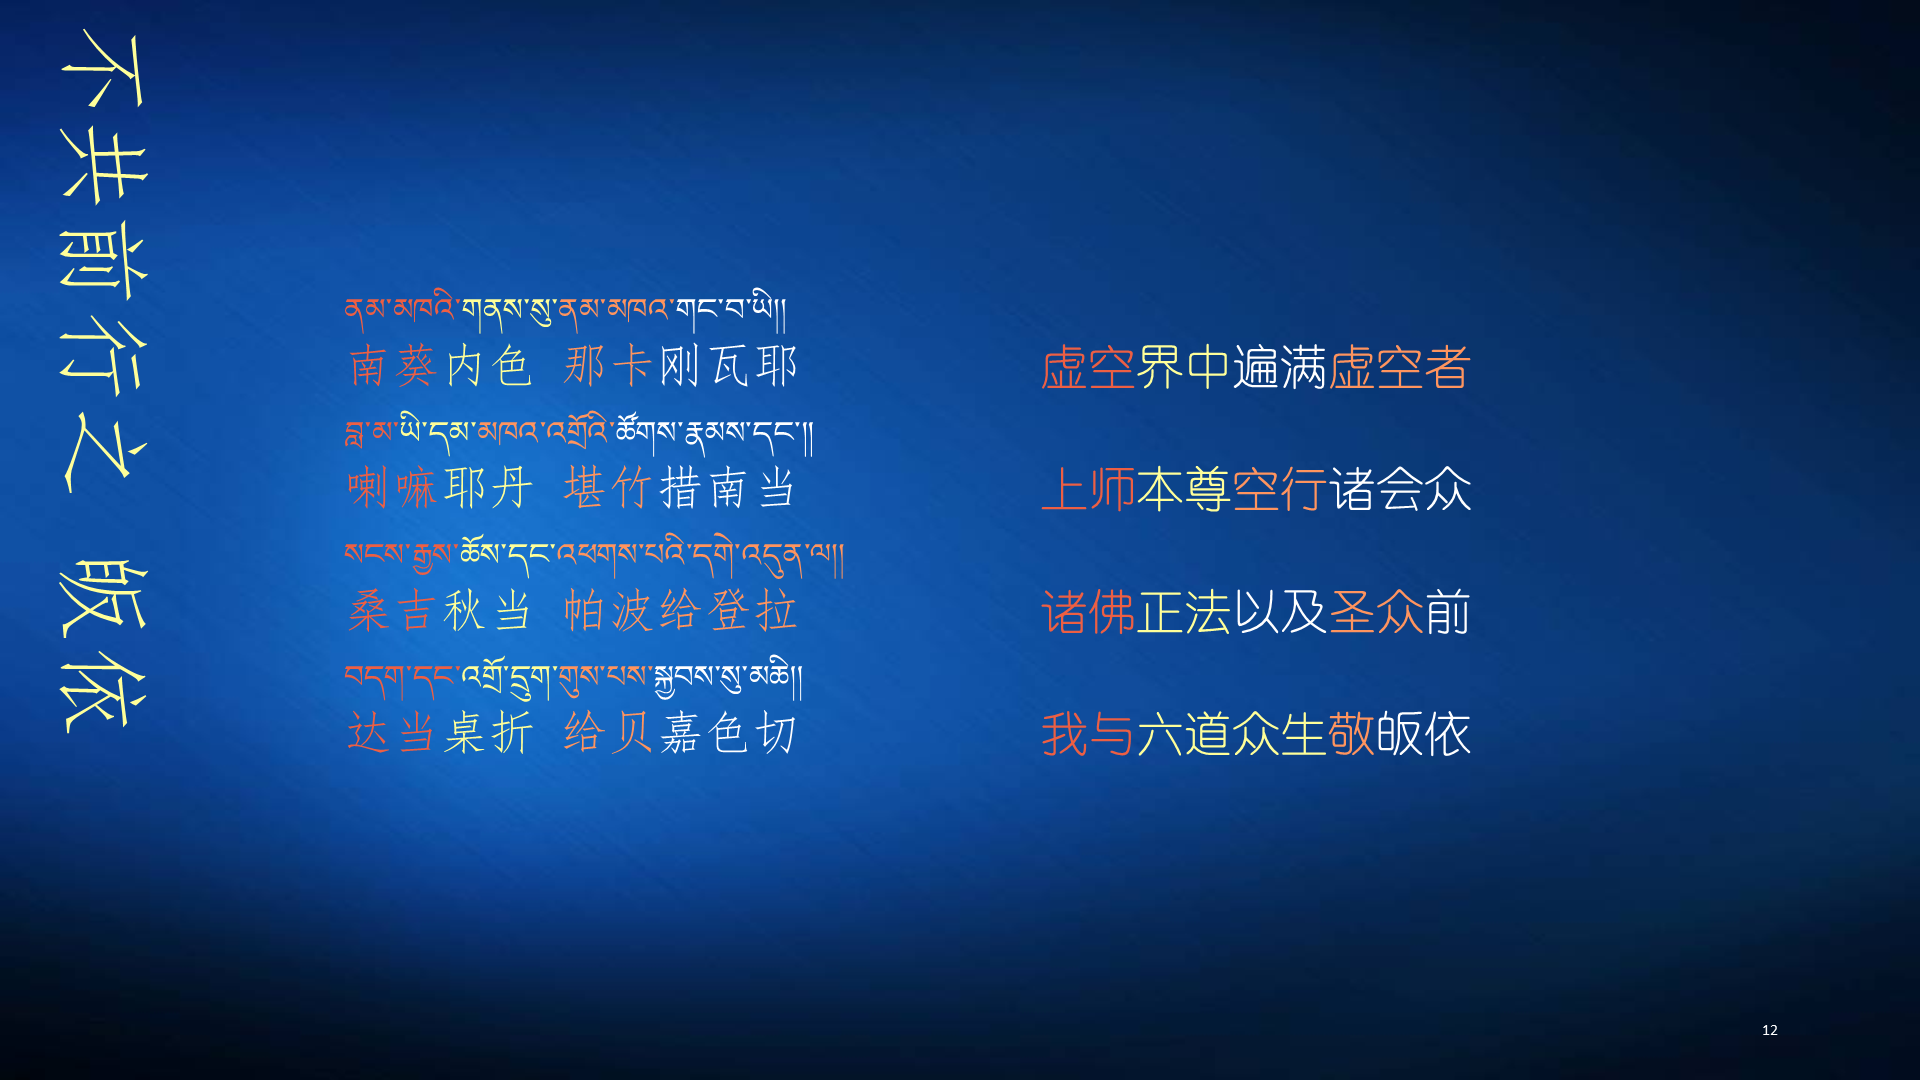 不共前行之 皈依
ནམ་མཁའི་གནས་སུ་ནམ་མཁའ་གང་བ་ཡི།།
南葵内色 那卡刚瓦耶
虚空界中遍满虚空者
བླ་མ་ཡི་དམ་མཁའ་འགྲོའི་ཚོགས་རྣམས་དང་།།
喇嘛耶丹 堪竹措南当
上师本尊空行诸会众
སངས་རྒྱས་ཆོས་དང་འཕགས་པའི་དགེ་འདུན་ལ།།
桑吉秋当 帕波给登拉
诸佛正法以及圣众前
བདག་དང་འགྲོ་དྲུག་གུས་པས་སྐྱབས་སུ་མཆི།།
达当桌折 给贝嘉色切
我与六道众生敬皈依
12